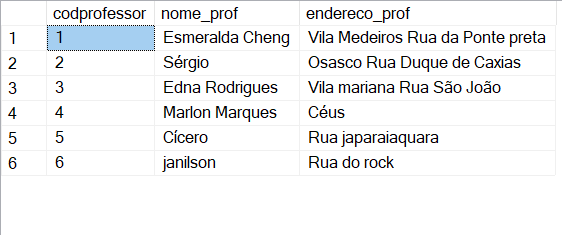 codprofessor nome_prof endereco_prof
1 1 Esmeralda Cheng Vila Medeiros Rua da Ponte preta
2 2 Sérgio Osasco Rua Duque de Caxias
3 3 Edna Rodrigues Vila mariana Rua São João
4 4 Marlon Marques Céus
5 5 Cícero Rua japaraiaquara
6 6 janilson Rua do rock